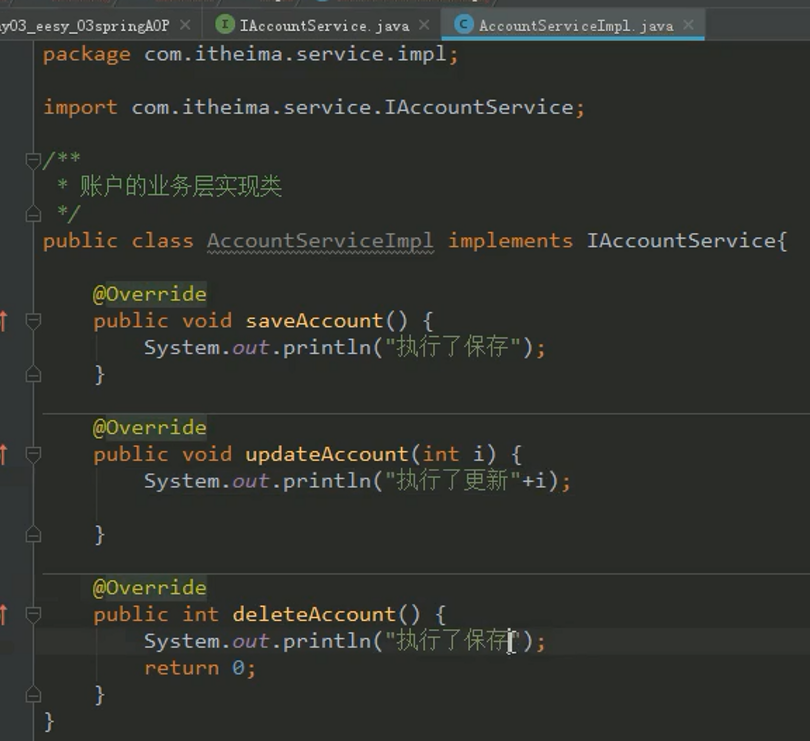 y03_eesy_03springAOP
IAccountService.java
AccountServiceImpl.java
package com.itheima.service.impl;
import com.itheima.service.IAccountService;
/**
* 账户的业务层实现类
*/
public class AccountServiceImpl implements IAccountService{
@Override
public void saveAccount() {
System.out.println("执行了保存");
}
@Override
public void updateAccount(int i) {
System.out.println("执行了更新"+i);
}
@Override
public int deleteAccount() {
System.out.println("执行了保存");
return 0;
}
}